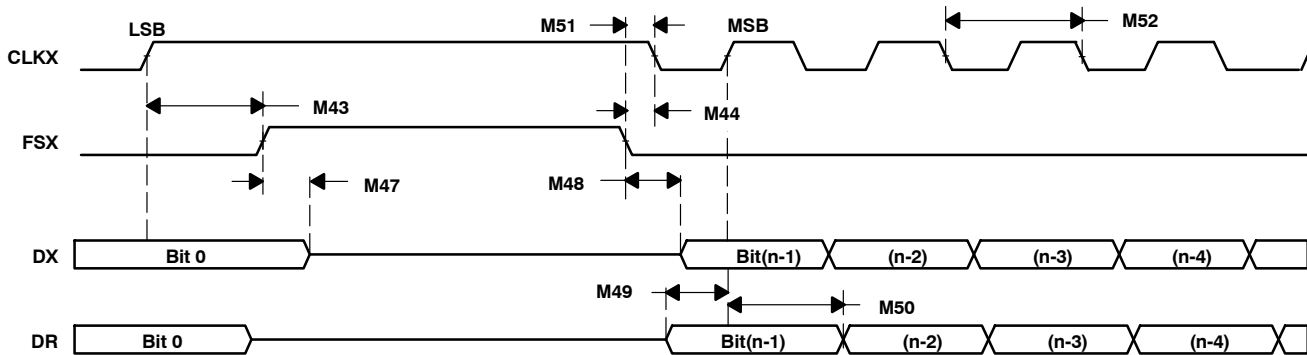 LSB M51 MSB M52
CLKX
M43 M44
FSX
M47 M48
DX Bit 0 Bit(n-1) (n-2) (n-3) (n-4)
M49 M50
DR Bit 0 Bit(n-1) (n-2) (n-3) (n-4)